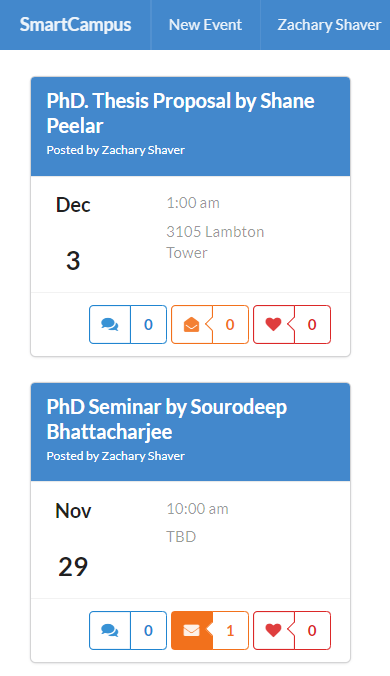 SmartCampus New Event Zachary Shaver
PhD. Thesis Proposal by Shane
Peelar
Posted by Zachary Shaver
Dec
3
1:00 am
3105 Lambton
Tower
0 0 0
PhD Seminar by Sourodeep
Bhattacharjee
Posted by Zachary Shaver
Nov
29
10:00 am
TBD
0 1 0